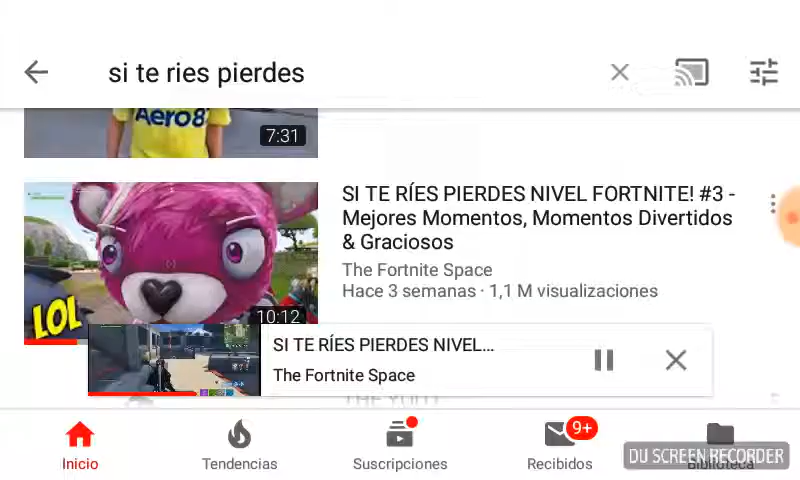 si te ries pierdes
Aero8
7:31
SI TE RÍES PIERDES NIVEL FORTNITE! #3 -
Mejores Momentos, Momentos Divertidos
& Graciosos
The Fortnite Space
Hace 3 semanas · 1,1 M visualizaciones
LOL
10:12
SI TE RÍES PIERDES NIVEL...
The Fortnite Space
9+
Inicio
Tendencias
Suscripciones
Recibidos
Biblioteca
DU SCREEN RECORDER